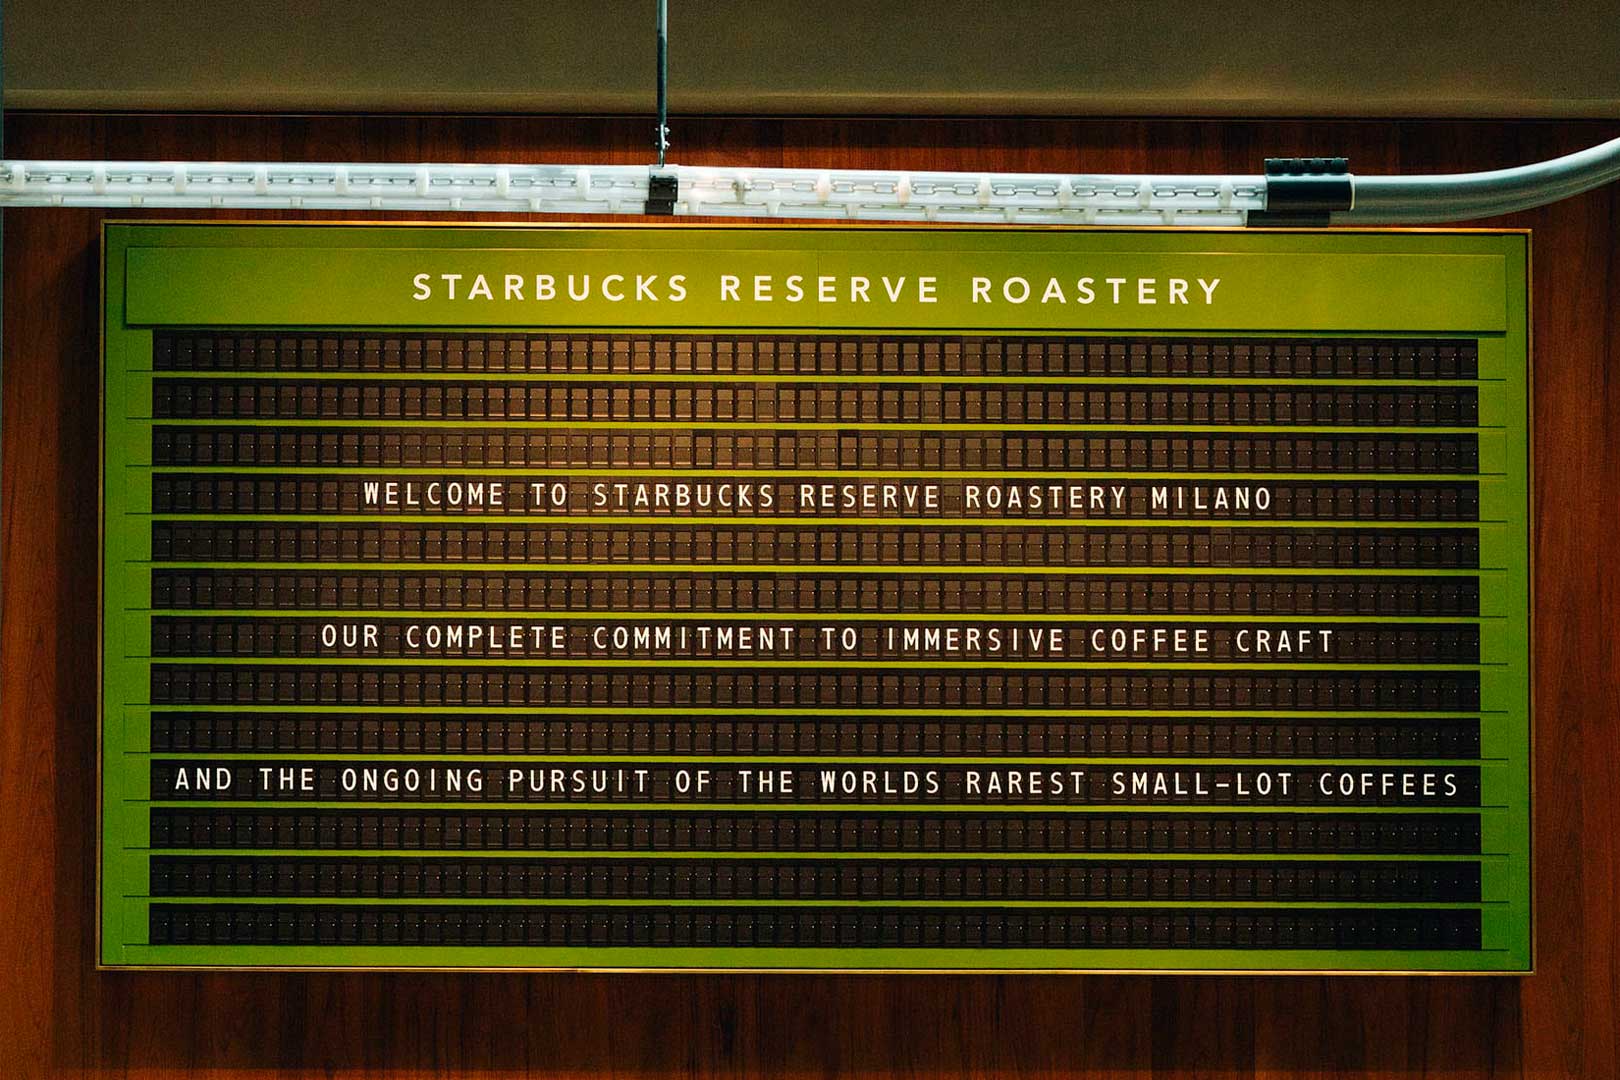 STARBUCKS RESERVE ROASTERY
WELCOME TO STARBUCKS RESERVE ROASTERY MILANO
OUR COMPLETE COMMITMENT TO IMMERSIVE COFFEE CRAFT
AND THE ONGOING PURSUIT OF THE WORLDS RAREST SMALL-LOT COFFEES